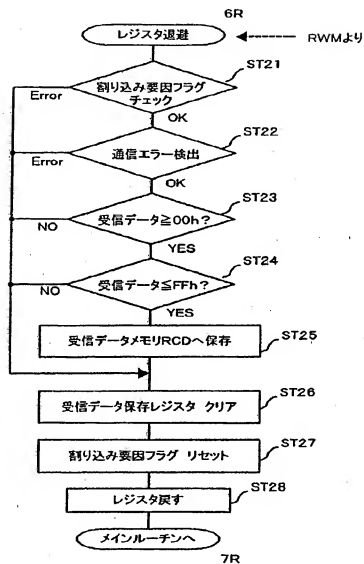 6R
レジスタ退避
RWMより
ST21
割り込み要因フラグ
チェック
Error
OK
ST22
通信エラー検出
Error
OK
ST23
受信データ≧00h?
NO
YES
ST24
受信データ≦FFh?
NO
YES
受信データメモリRCDへ保存
ST25
受信データ保存レジスタ クリア
ST26
割り込み要因フラグ リセット
ST27
レジスタ戻す
ST28
メインルーチンへ
7R